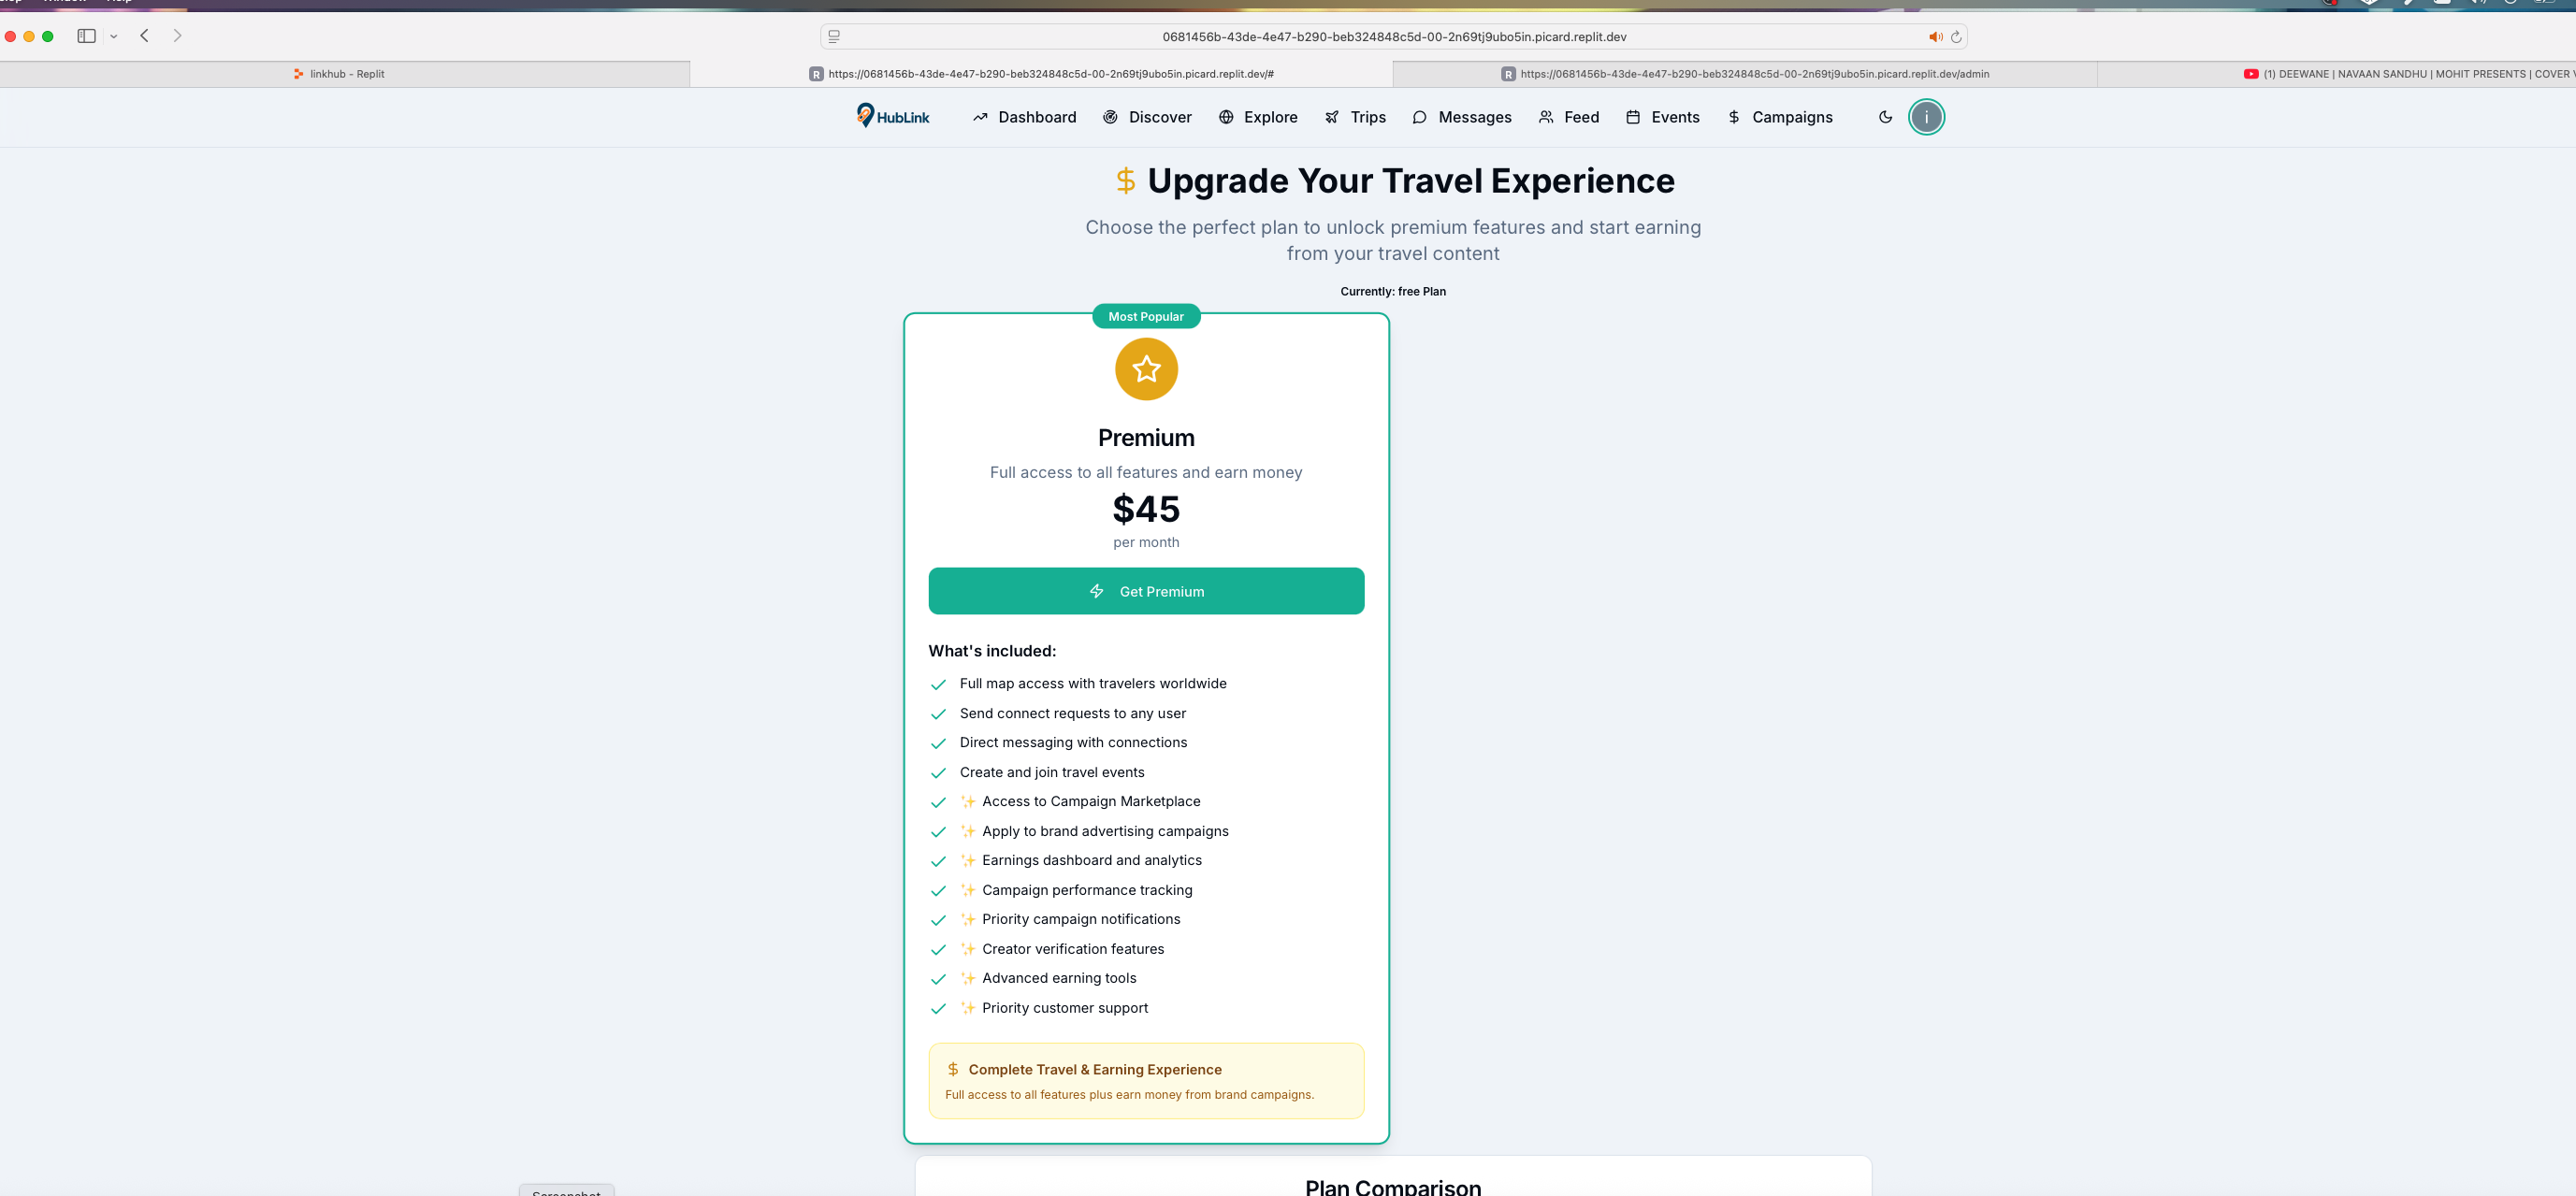 Window Help
0681456b-43de-4e47-b290-beb324848c5d-00-2n69tj9ubo5in.picard.replit.dev
linkhub - Replit
R https://0681456b-43de-4e47-b290-beb324848c5d-00-2n69tj9ubo5in.picard.replit.dev/#
R https://0681456b-43de-4e47-b290-beb324848c5d-00-2n69tj9ubo5in.picard.replit.dev/admin
(1) DEEWANE | NAVAAN SANDHU | MOHIT PRESENTS | COVER
HubLink
Dashboard
Discover
Explore
Trips
Messages
Feed
Events
Campaigns
i
Upgrade Your Travel Experience
Choose the perfect plan to unlock premium features and start earning
from your travel content
Currently: free Plan
Most Popular
Premium
Full access to all features and earn money
$45
per month
Get Premium
What's included:
Full map access with travelers worldwide
Send connect requests to any user
Direct messaging with connections
Create and join travel events
✨ Access to Campaign Marketplace
✨ Apply to brand advertising campaigns
✨ Earnings dashboard and analytics
✨ Campaign performance tracking
✨ Priority campaign notifications
✨ Creator verification features
✨ Advanced earning tools
✨ Priority customer support
$ Complete Travel & Earning Experience
Full access to all features plus earn money from brand campaigns.
Plan Comparison
Screenshot